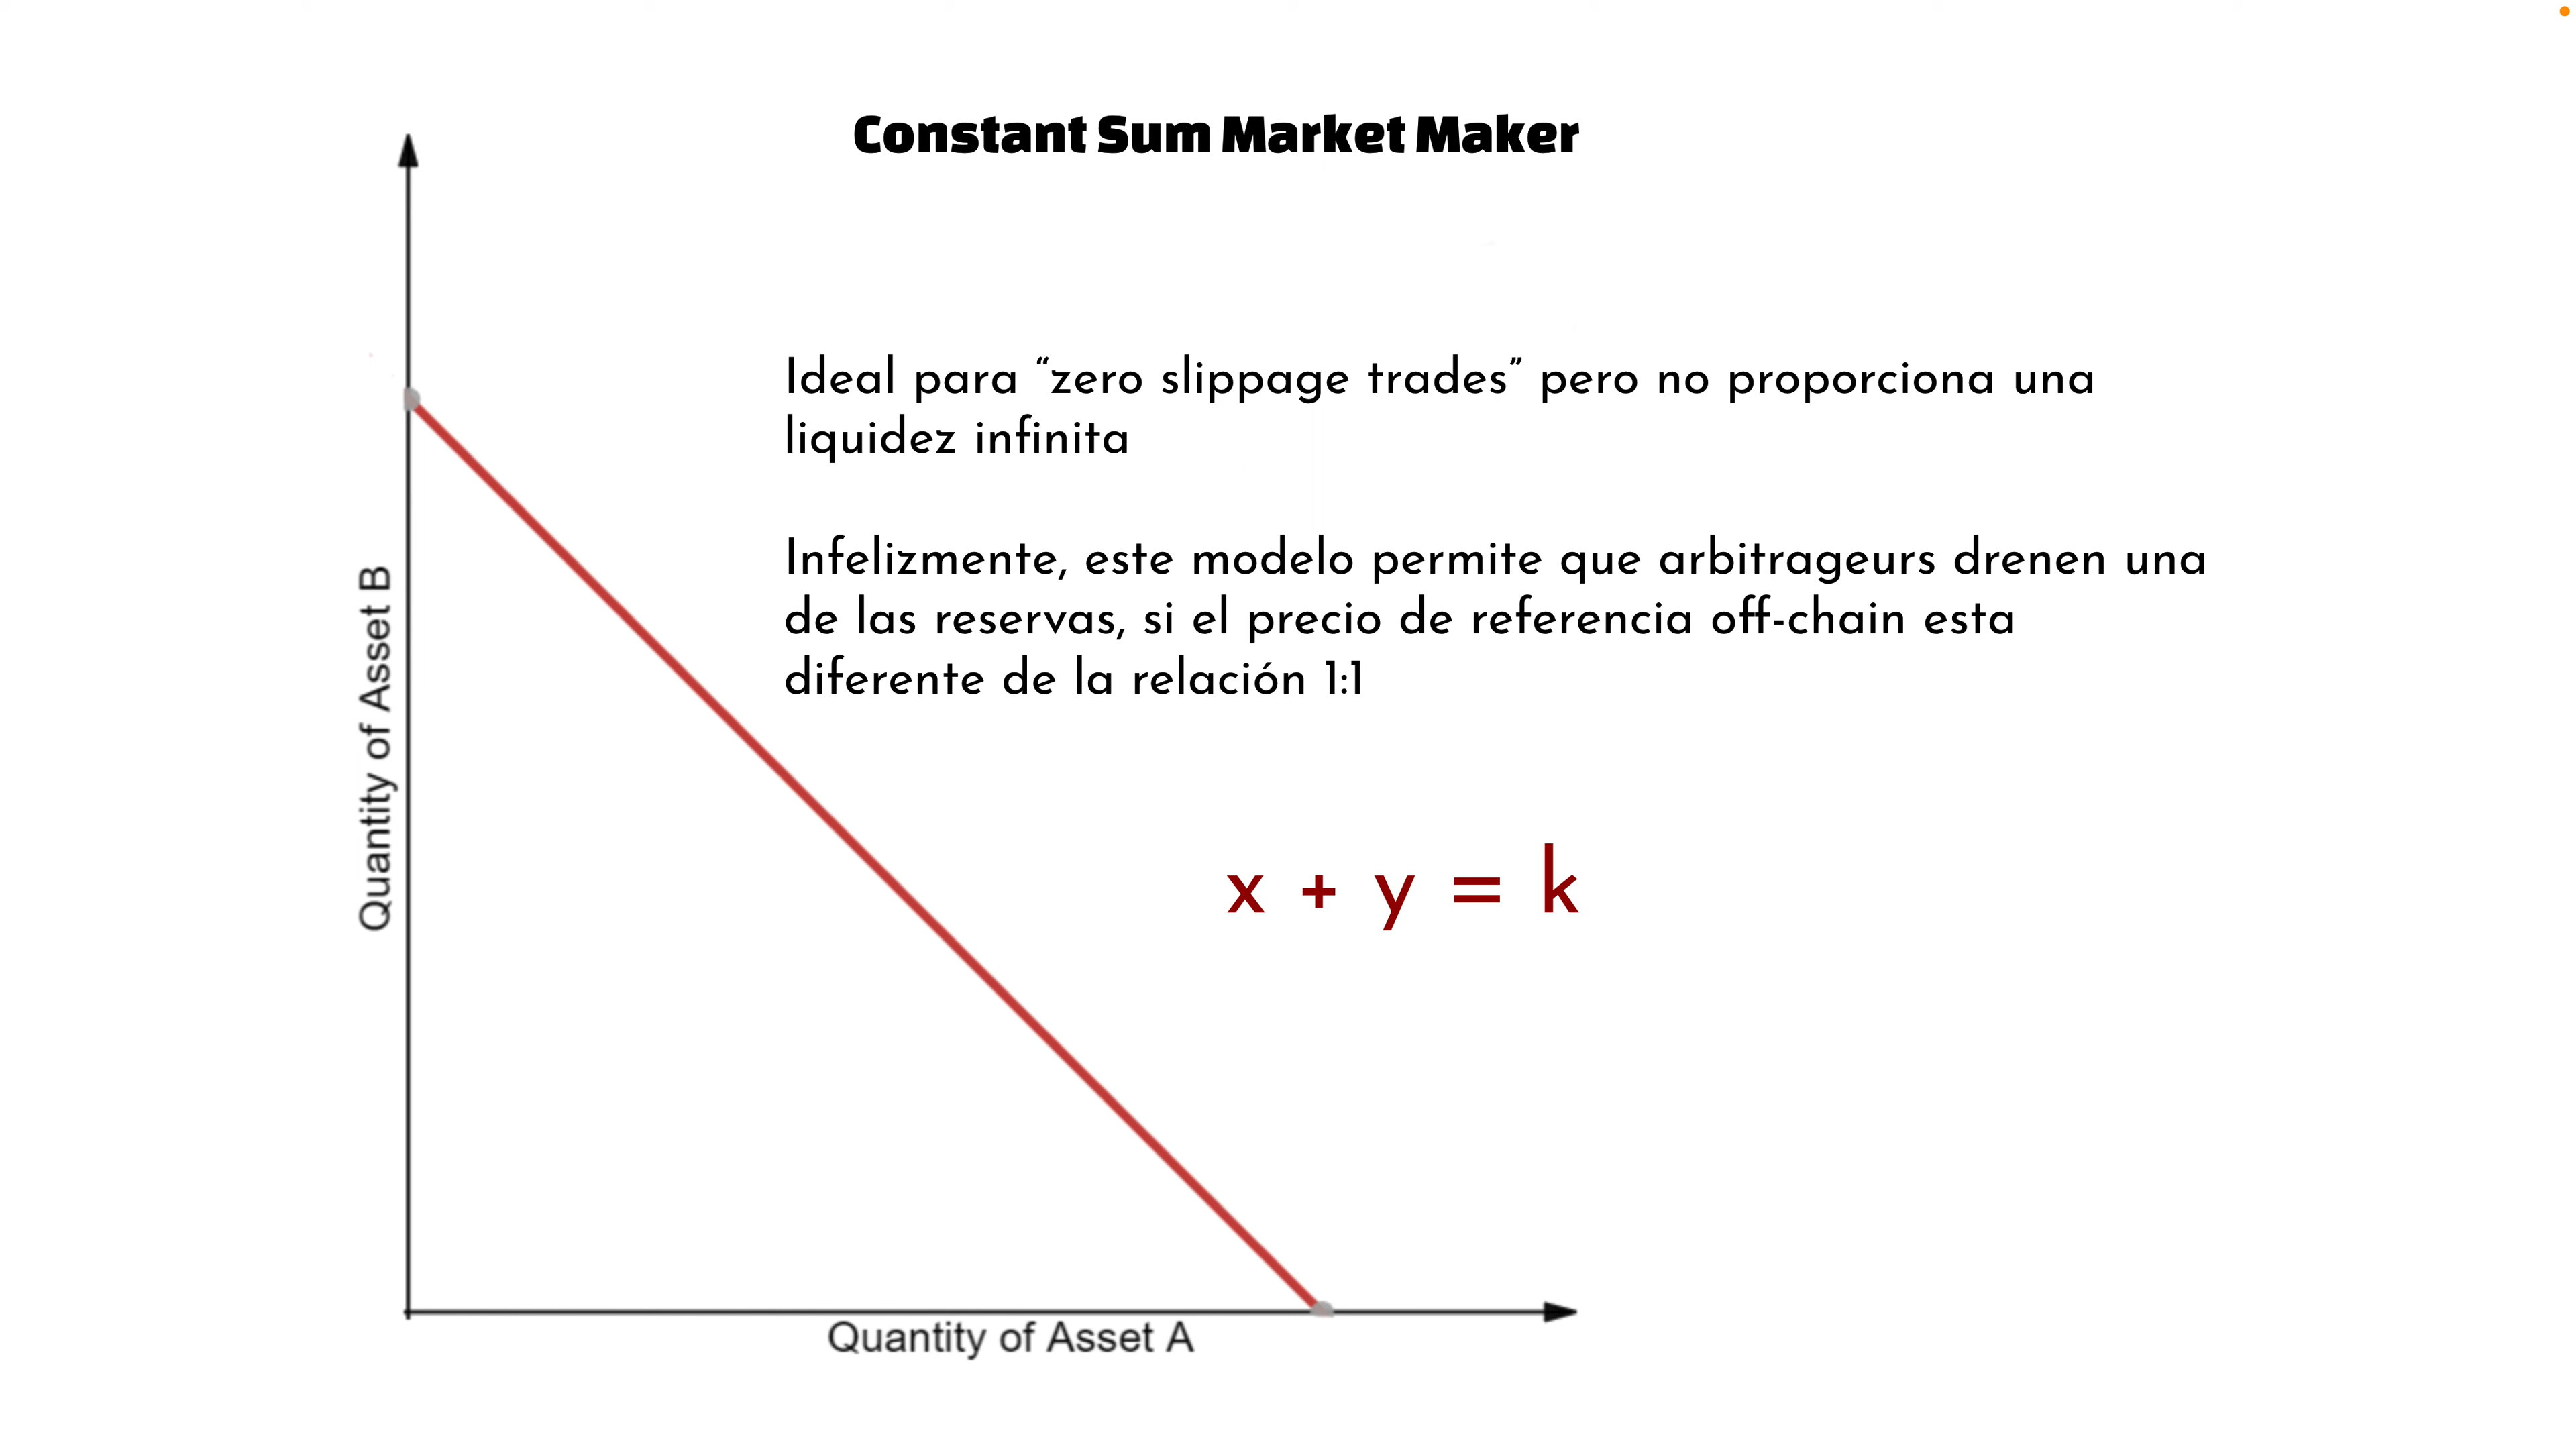 Constant Sum Market Maker
Ideal para “zero slippage trades” pero no proporciona una
liquidez infinita
Infelizmente, este modelo permite que arbitrageurs drenen una
de las reservas, si el precio de referencia off-chain esta
diferente de la relación 1:1
x + y = k
Quantity of Asset B
Quantity of Asset A